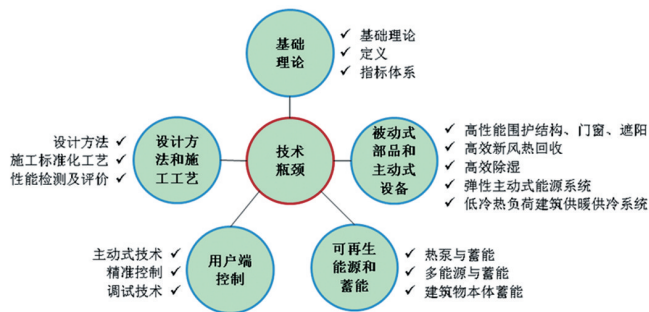 基础
理论
✓ 基础理论
✓ 定义
✓ 指标体系
设计方法 ✓
施工标准化工艺 ✓
性能检测及评价 ✓
设计方
法和施
工工艺
技术
瓶颈
被动式
部品和
主动式
设备
✓ 高性能围护结构、门窗、遮阳
✓ 高效新风热回收
✓ 高效除湿
✓ 弹性主动式能源系统
✓ 低冷热负荷建筑供暖供冷系统
主动式技术 ✓
精准控制 ✓
调试技术 ✓
用户端
控制
可再生
能源和
蓄能
✓ 热泵与蓄能
✓ 多能源与蓄能
✓ 建筑物本体蓄能